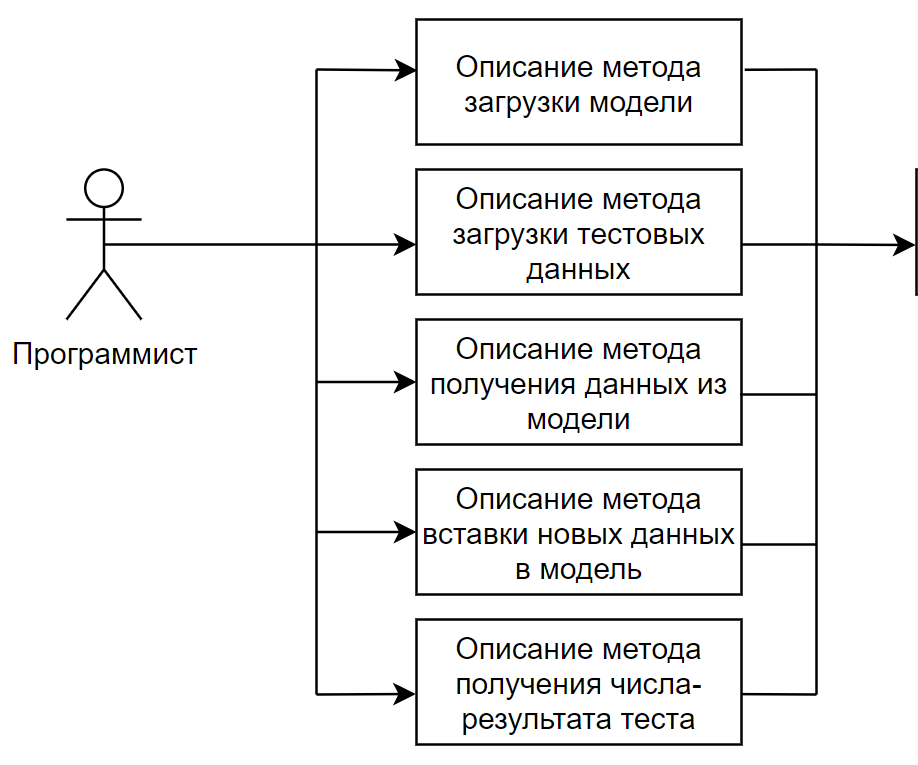 Описание метода
загрузки модели
Описание метода
загрузки тестовых
данных
Программист
Описание метода
получения данных из
модели
Описание метода
вставки новых данных
в модель
Описание метода
получения числа-
результата теста